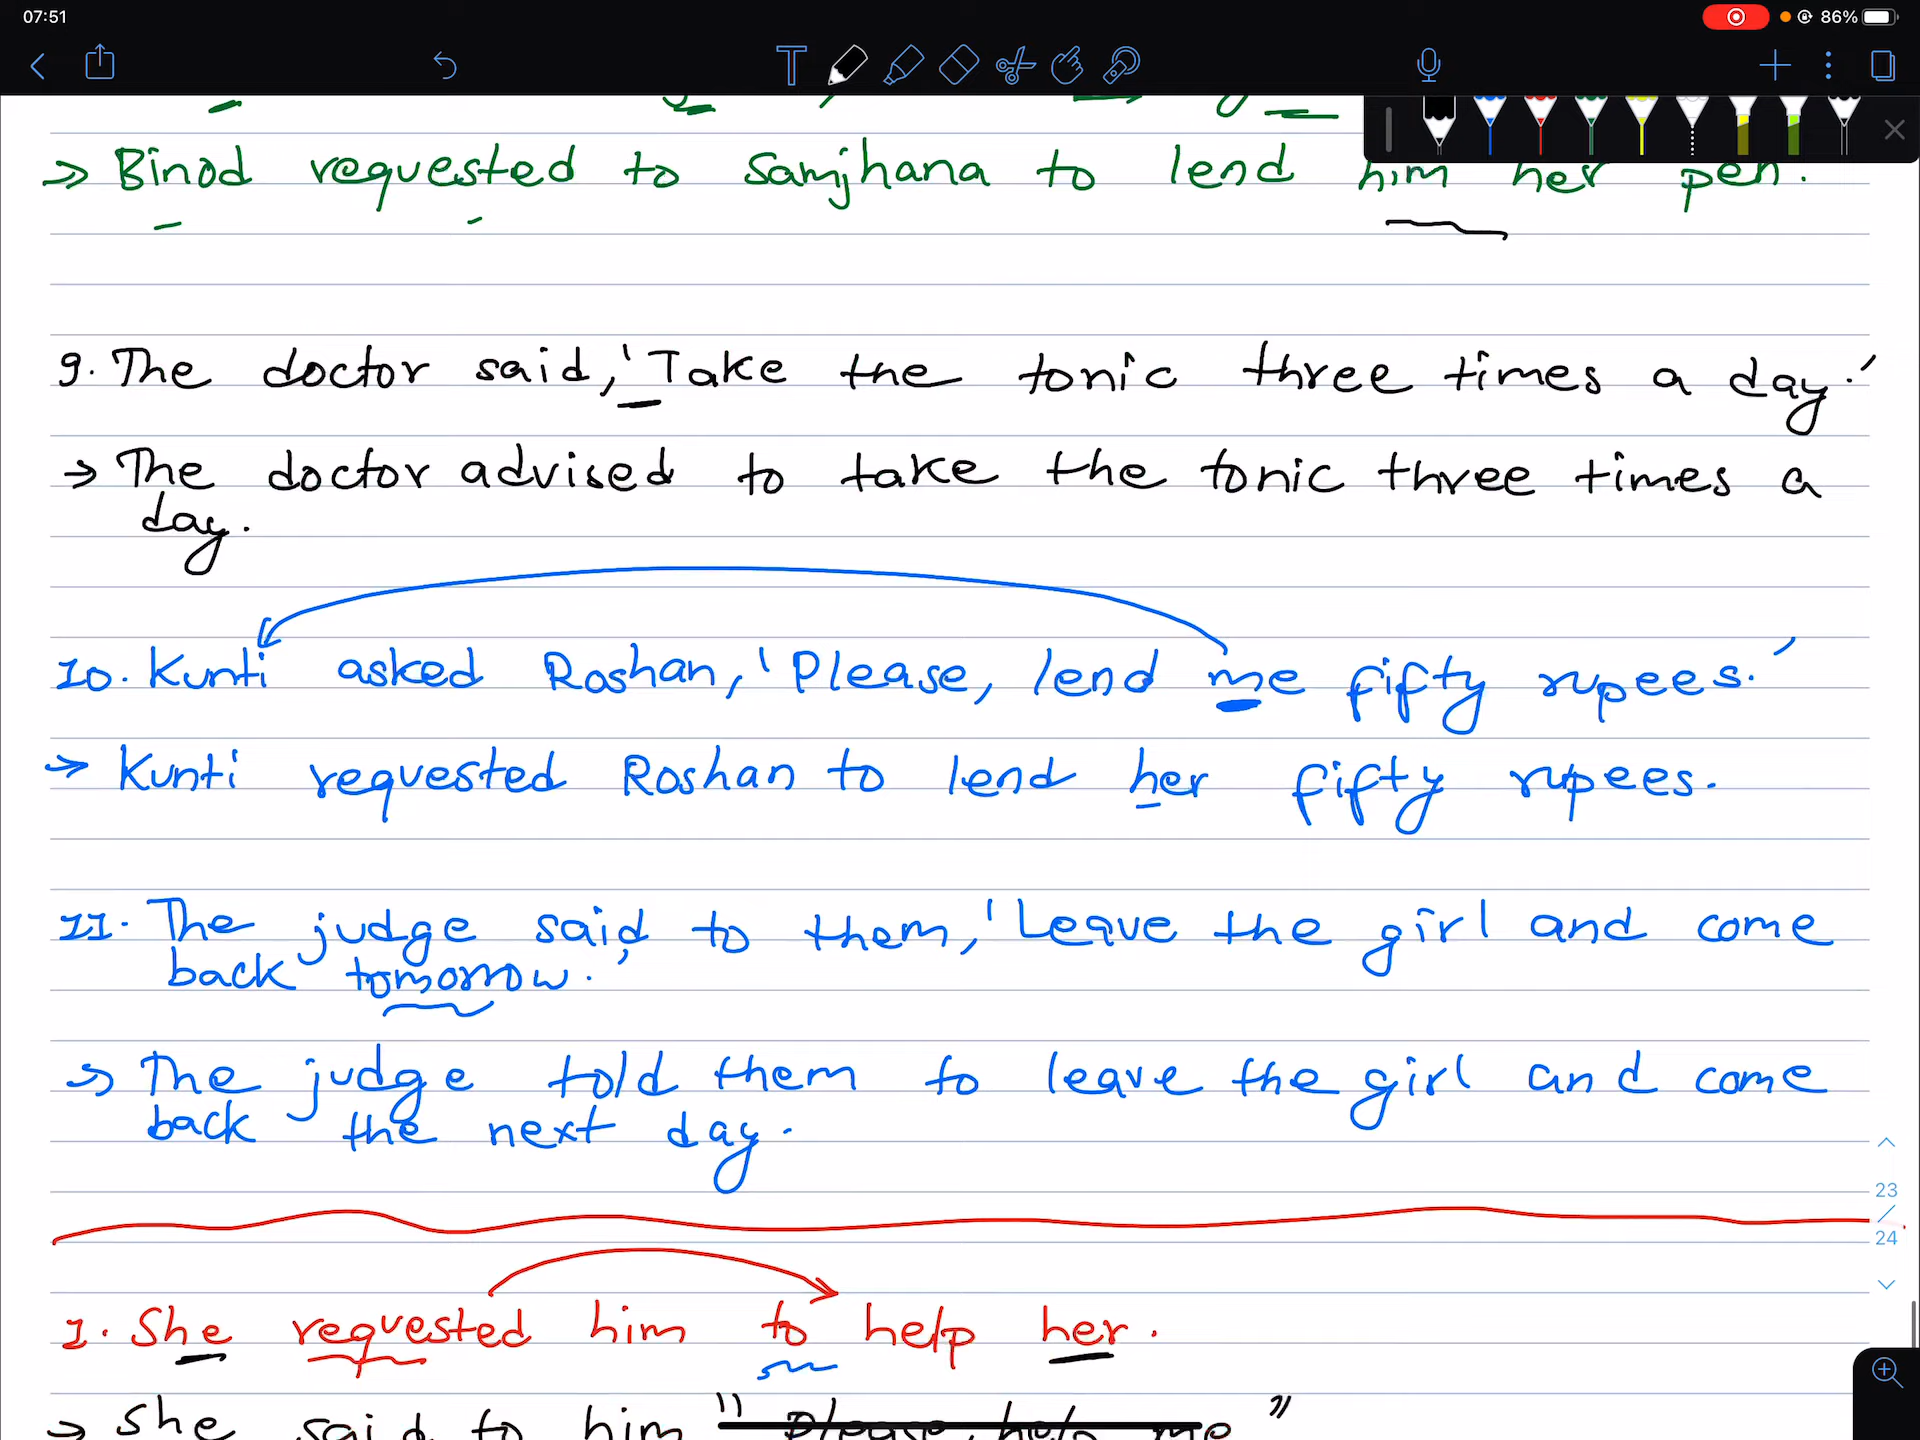 07:51
86%
→ Binod requested to samjhana to lend him her pen.
9. The doctor said, 'Take the tonic three times a day.'
→ The doctor advised to take the tonic three times a
day.
10. Kunti asked Roshan, 'Please, lend me fifty rupees.'
→ Kunti requested Roshan to lend her fifty rupees.
11. The judge said to them, 'Leave the girl and come
back tomorrow.'
→ The judge told them to leave the girl and come
back the next day.
23
/
24
1. She requested him to help her.
→ she said to him " please, help me "